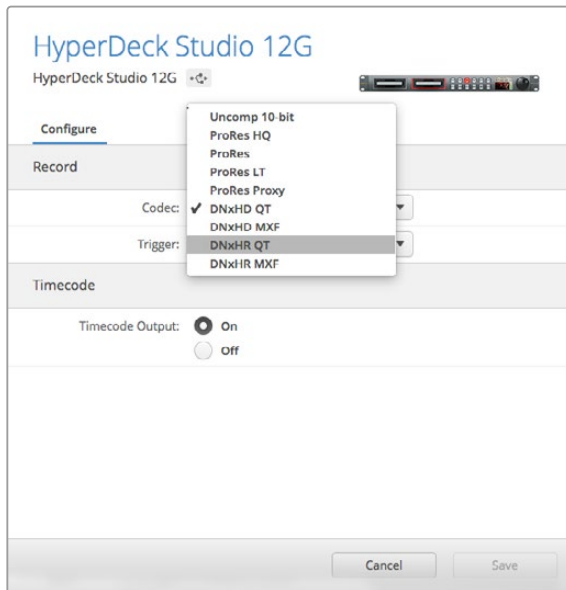 HyperDeck Studio 12G
HyperDeck Studio 12G
Configure
Record
Codec:
Uncomp 10-bit
ProRes HQ
ProRes
ProRes LT
ProRes Proxy
✓ DNxHD QT
DNxHD MXF
DNxHR QT
DNxHR MXF
Trigger:
Timecode
Timecode Output:
On
Off
Cancel
Save